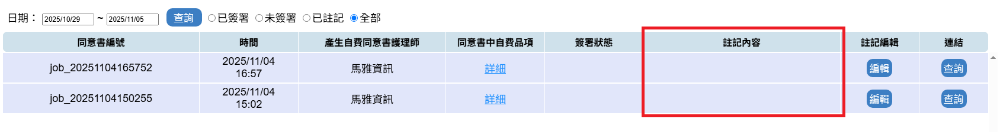 日期： 2025/10/29 ~ 2025/11/05 查詢 已簽署 未簽署 已註記 全部
同意書編號 時間 產生自費同意書護理師 同意書中自費品項 簽署狀態 註記內容 註記編輯 連結
job_20251104165752 2025/11/04 16:57 馬雅資訊 詳細 編輯 查詢
job_20251104150255 2025/11/04 15:02 馬雅資訊 詳細 編輯 查詢